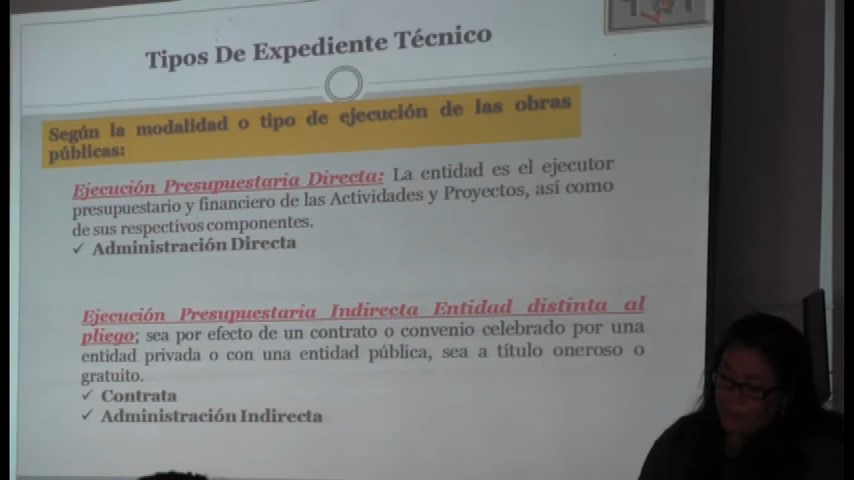 Tipos De Expediente Técnico
Según la modalidad o tipo de ejecución de las obras
públicas:
Ejecución Presupuestaria Directa: La entidad es el ejecutor
presupuestario y financiero de las Actividades y Proyectos, así como
de sus respectivos componentes.
✓ Administración Directa
Ejecución Presupuestaria Indirecta Entidad distinta al
pliego; sea por efecto de un contrato o convenio celebrado por una
entidad privada o con una entidad pública, sea a título oneroso o
gratuito.
✓ Contrata
✓ Administración Indirecta